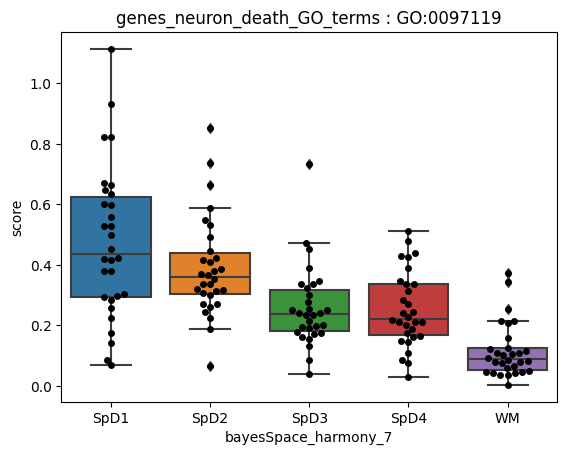 genes_neuron_death_GO_terms : GO:0097119
score
1.0
0.8
0.6
0.4
0.2
0.0
SpD1 SpD2 SpD3 SpD4 WM
bayesSpace_harmony_7